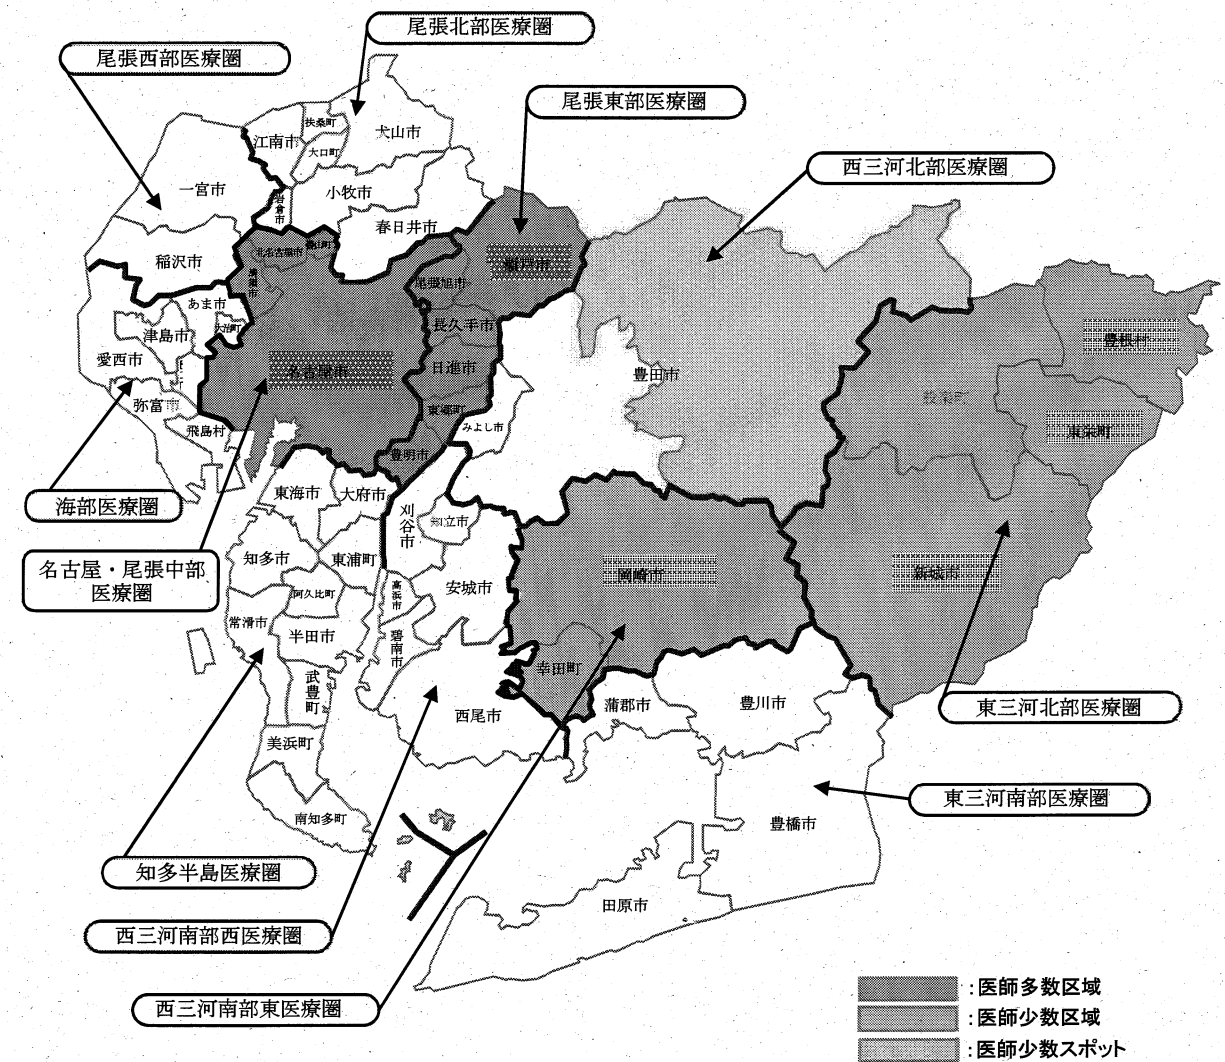 尾張北部医療圏
尾張西部医療圏
尾張東部医療圏
西三河北部医療圏
扶桑町
犬山市
江南市
大口町
一宮市
岩倉市
小牧市
春日井市
稲沢市
北名古屋市
豊山町
清須市
瀬戸市
尾張旭市
あま市
大治町
津島市
長久手市
愛西市
名古屋市
日進市
豊田市
豊根村
設楽町
弥富市
東郷町
みよし市
東栄町
飛島村
豊明市
海部医療圏
東海市
大府市
刈谷市
知立市
名古屋・尾張中部
医療圏
知多市
東浦町
岡崎市
新城市
阿久比町
高浜市
安城市
常滑市
半田市
碧南市
幸田町
武豊町
西尾市
蒲郡市
豊川市
東三河北部医療圏
美浜町
東三河南部医療圏
南知多町
豊橋市
知多半島医療圏
田原市
西三河南部西医療圏
西三河南部東医療圏
：医師多数区域
：医師少数区域
：医師少数スポット